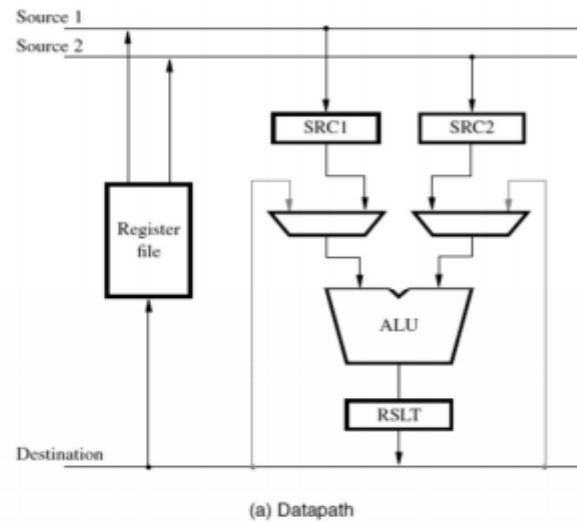 Source 1
Source 2
SRC1
SRC2
Register
file
ALU
RSLT
Destination
(a) Datapath